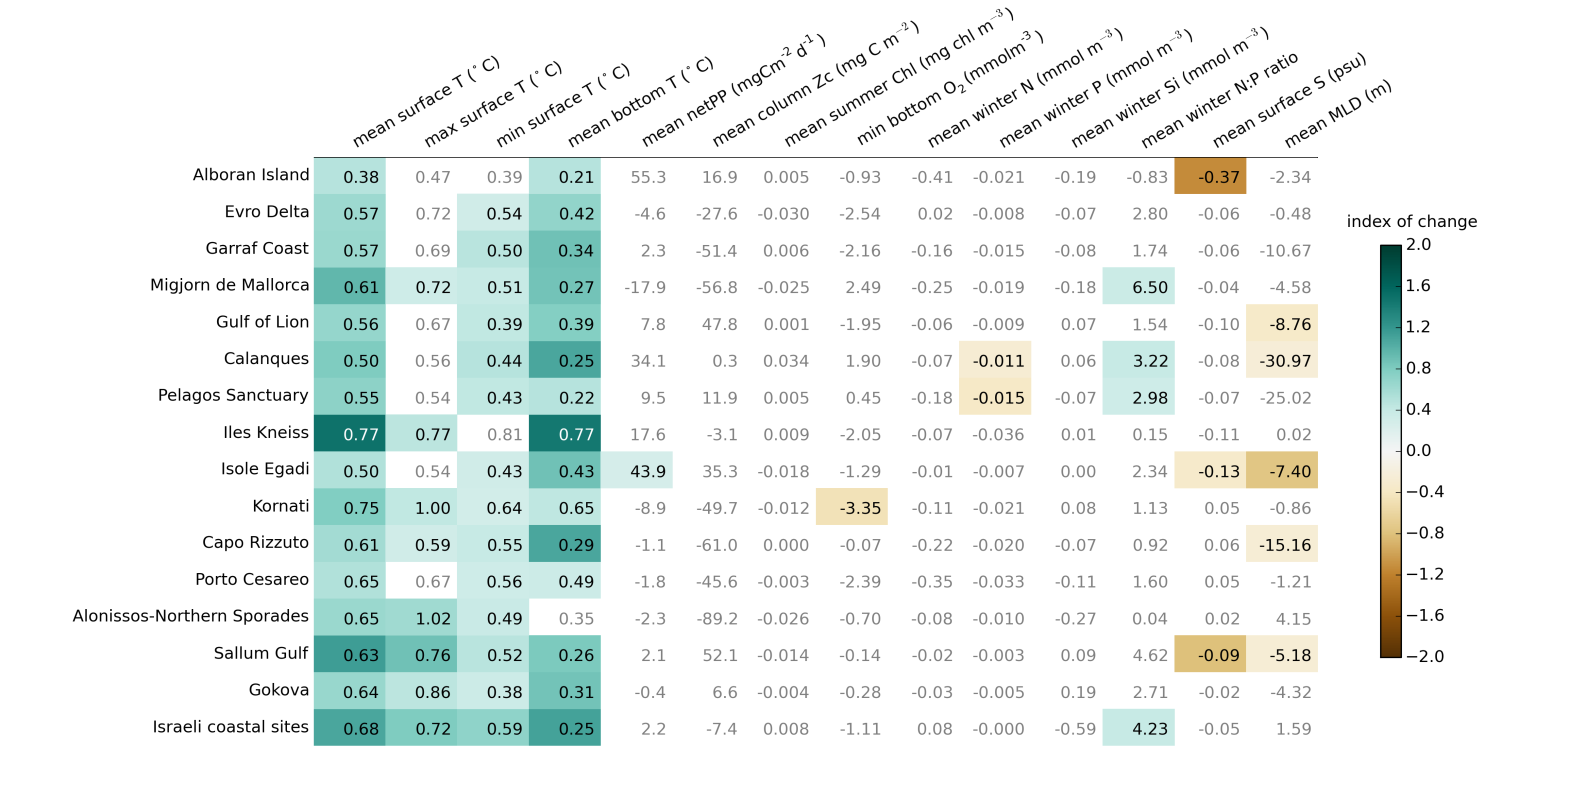 mean surface T (°C)
max surface T (°C)
min surface T (°C)
mean bottom T (°C)
mean netPP (mgCm⁻² d⁻¹)
mean column Zc (mg C m⁻²)
mean summer Chl (mg chl m⁻³)
min bottom O₂ (mmolm⁻³)
mean winter N (mmol m⁻³)
mean winter P (mmol m⁻³)
mean winter Si (mmol m⁻³)
mean winter N:P ratio
mean surface S (psu)
mean MLD (m)
Alboran Island 0.38 0.47 0.39 0.21 55.3 16.9 0.005 -0.93 -0.41 -0.021 -0.19 -0.83 -0.37 -2.34
Evro Delta 0.57 0.72 0.54 0.42 -4.6 -27.6 -0.030 -2.54 0.02 -0.008 -0.07 2.80 -0.06 -0.48
Garraf Coast 0.57 0.69 0.50 0.34 2.3 -51.4 0.006 -2.16 -0.16 -0.015 -0.08 1.74 -0.06 -10.67
Migjorn de Mallorca 0.61 0.72 0.51 0.27 -17.9 -56.8 -0.025 2.49 -0.25 -0.019 -0.18 6.50 -0.04 -4.58
Gulf of Lion 0.56 0.67 0.39 0.39 7.8 47.8 0.001 -1.95 -0.06 -0.009 0.07 1.54 -0.10 -8.76
Calanques 0.50 0.56 0.44 0.25 34.1 0.3 0.034 1.90 -0.07 -0.011 0.06 3.22 -0.08 -30.97
Pelagos Sanctuary 0.55 0.54 0.43 0.22 9.5 11.9 0.005 0.45 -0.18 -0.015 -0.07 2.98 -0.07 -25.02
Iles Kneiss 0.77 0.77 0.81 0.77 17.6 -3.1 0.009 -2.05 -0.07 -0.036 0.01 0.15 -0.11 0.02
Isole Egadi 0.50 0.54 0.43 0.43 43.9 35.3 -0.018 -1.29 -0.01 -0.007 0.00 2.34 -0.13 -7.40
Kornati 0.75 1.00 0.64 0.65 -8.9 -49.7 -0.012 -3.35 -0.11 -0.021 0.08 1.13 0.05 -0.86
Capo Rizzuto 0.61 0.59 0.55 0.29 -1.1 -61.0 0.000 -0.07 -0.22 -0.020 -0.07 0.92 0.06 -15.16
Porto Cesareo 0.65 0.67 0.56 0.49 -1.8 -45.6 -0.003 -2.39 -0.35 -0.033 -0.11 1.60 0.05 -1.21
Alonissos-Northern Sporades 0.65 1.02 0.49 0.35 -2.3 -89.2 -0.026 -0.70 -0.08 -0.010 -0.27 0.04 0.02 4.15
Sallum Gulf 0.63 0.76 0.52 0.26 2.1 52.1 -0.014 -0.14 -0.02 -0.003 0.09 4.62 -0.09 -5.18
Gokova 0.64 0.86 0.38 0.31 -0.4 6.6 -0.004 -0.28 -0.03 -0.005 0.19 2.71 -0.02 -4.32
Israeli coastal sites 0.68 0.72 0.59 0.25 2.2 -7.4 0.008 -1.11 0.08 -0.000 -0.59 4.23 -0.05 1.59
index of change
2.0
1.6
1.2
0.8
0.4
0.0
−0.4
−0.8
−1.2
−1.6
−2.0